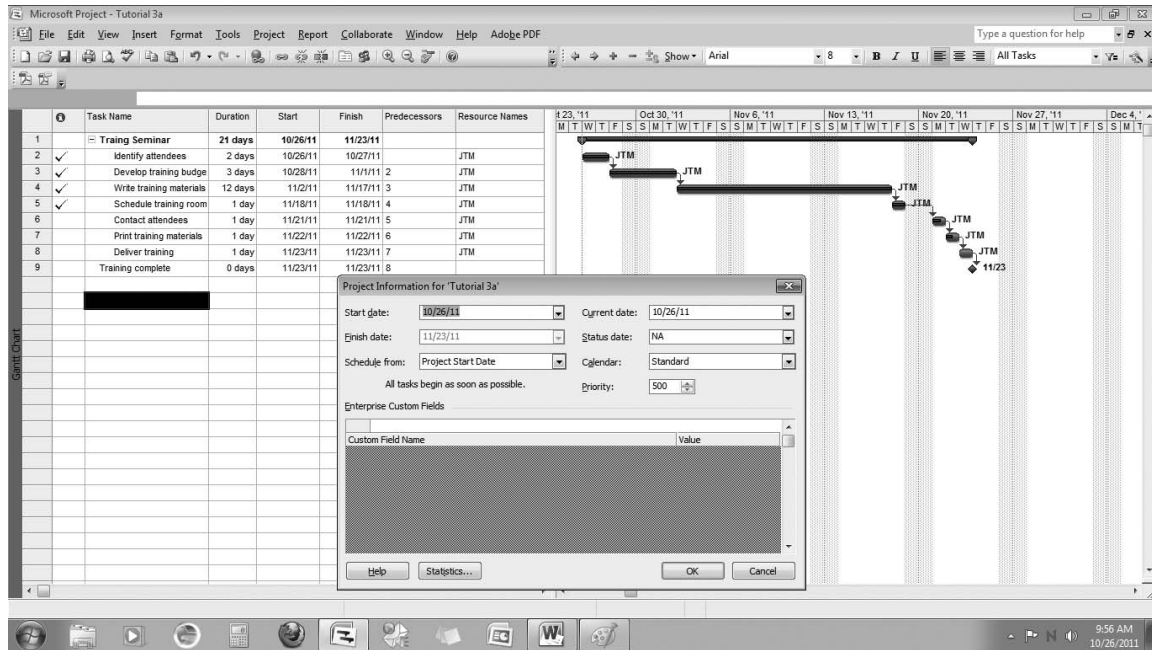 Microsoft Project - Tutorial 3a
File Edit View Insert Format Tools Project Report Collaborate Window Help Adobe PDF
Type a question for help
Show Arial 8 B I U All Tasks
Task Name Duration Start Finish Predecessors Resource Names
t 23, '11 Oct 30, '11 Nov 6, '11 Nov 13, '11 Nov 20, '11 Nov 27, '11 Dec 4, '
M T W T F S S M T W T F S S M T W T F S S M T W T F S S M T W T F S S M T W T F S S M T
1 Traing Seminar 21 days 10/26/11 11/23/11
2 Identify attendees 2 days 10/26/11 10/27/11 JTM JTM
3 Develop training budge 3 days 10/28/11 11/1/11 2 JTM JTM
4 Write training materials 12 days 11/2/11 11/17/11 3 JTM JTM
5 Schedule training room 1 day 11/18/11 11/18/11 4 JTM JTM
6 Contact attendees 1 day 11/21/11 11/21/11 5 JTM JTM
7 Print training materials 1 day 11/22/11 11/22/11 6 JTM JTM
8 Deliver training 1 day 11/23/11 11/23/11 7 JTM JTM
9 Training complete 0 days 11/23/11 11/23/11 8 11/23
Gantt Chart
Project Information for 'Tutorial 3a'
Start date: 10/26/11 Current date: 10/26/11
Finish date: 11/23/11 Status date: NA
Schedule from: Project Start Date Calendar: Standard
All tasks begin as soon as possible. Priority: 500
Enterprise Custom Fields
Custom Field Name Value
Help Statistics... OK Cancel
9:56 AM
10/26/2011